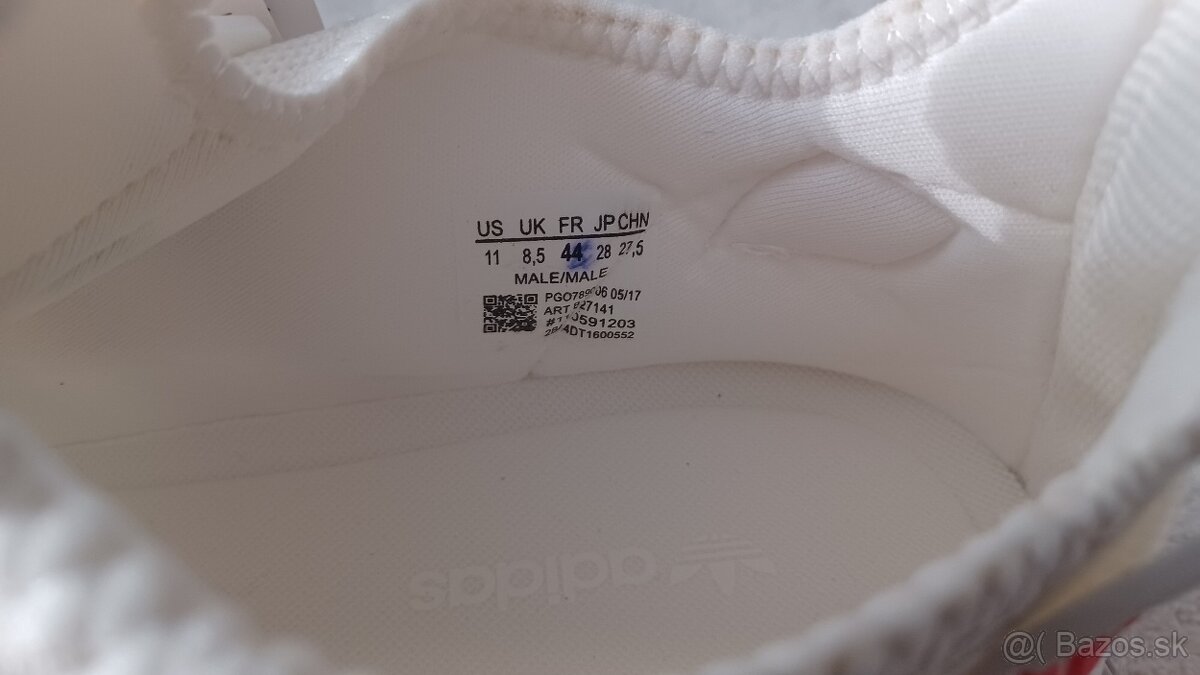 US UK FR JP CHN
11 8,5 44 28 27,5
MALE/MALE
05/17
ART
4DT1600552
adidas
@( Bazos.sk